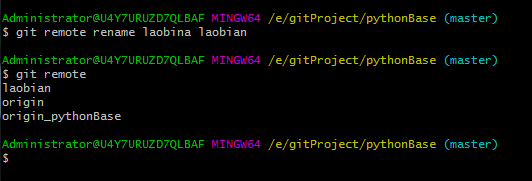 Administrator@U4Y7URUZD7QLBAF MINGW64 /e/gitProject/pythonBase (master)
$ git remote rename laobina laobian
Administrator@U4Y7URUZD7QLBAF MINGW64 /e/gitProject/pythonBase (master)
$ git remote
laobian
origin
origin_pythonBase
Administrator@U4Y7URUZD7QLBAF MINGW64 /e/gitProject/pythonBase (master)
$